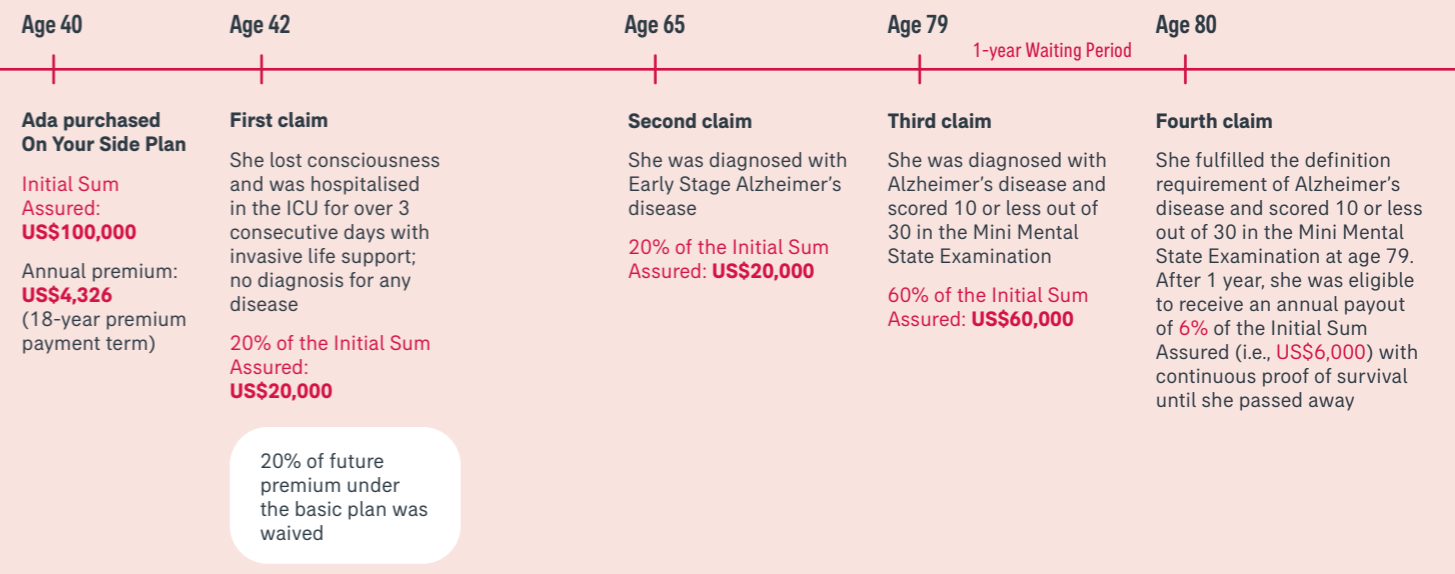 Age 40
Ada purchased
On Your Side Plan
Initial Sum
Assured:
US$100,000
Annual premium:
US$4,326
(18-year premium
payment term)
Age 42
First claim
She lost consciousness
and was hospitalised
in the ICU for over 3
consecutive days with
invasive life support;
no diagnosis for any
disease
20% of the Initial Sum
Assured:
US$20,000
20% of future
premium under
the basic plan was
waived
Age 65
Second claim
She was diagnosed with
Early Stage Alzheimer’s
disease
20% of the Initial Sum
Assured: US$20,000
Age 79
Third claim
She was diagnosed with
Alzheimer’s disease and
scored 10 or less out of
30 in the Mini Mental
State Examination
60% of the Initial Sum
Assured: US$60,000
1-year Waiting Period
Age 80
Fourth claim
She fulfilled the definition
requirement of Alzheimer’s
disease and scored 10 or less
out of 30 in the Mini Mental
State Examination at age 79.
After 1 year, she was eligible
to receive an annual payout
of 6% of the Initial Sum
Assured (i.e., US$6,000) with
continuous proof of survival
until she passed away